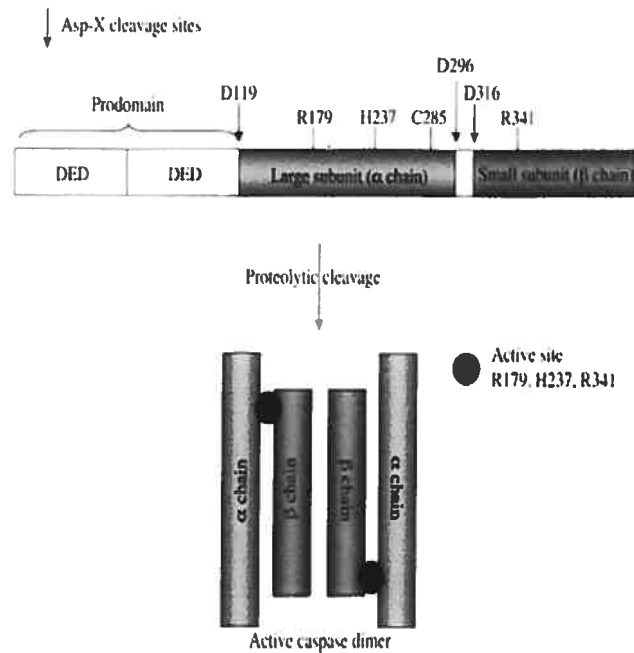 Asp-X cleavage sites
D296
Prodomain
D119
D316
R179
H237
C285
R341
DED
DED
Large subunit (α chain)
Small subunit (β chain)
Proteolytic cleavage
Active site
R179, H237, R341
α chain
β chain
β chain
α chain
Active caspase dimer